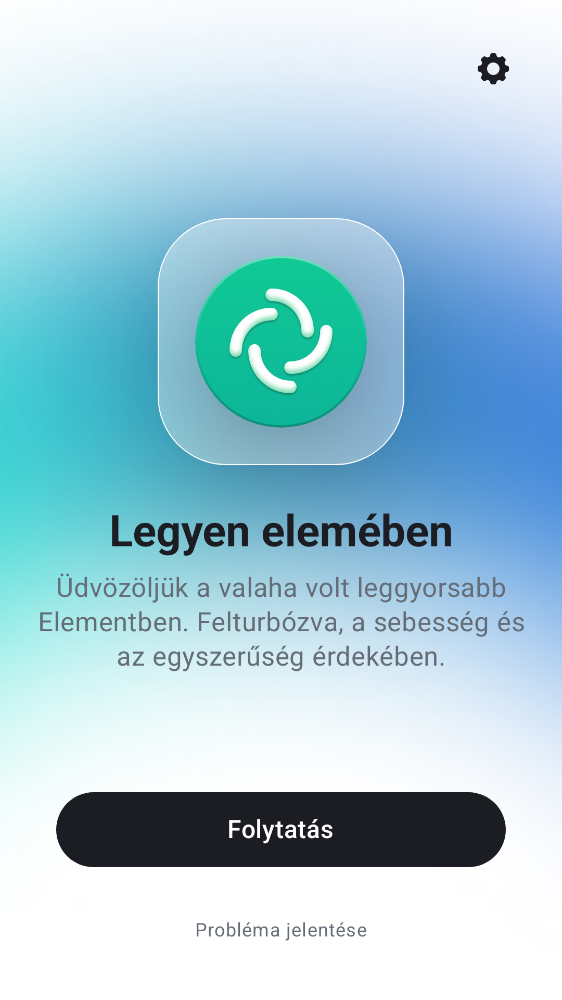 Legyen elemében
Üdvözöljük a valaha volt leggyorsabb
Elementben. Felturbózva, a sebesség és
az egyszerűség érdekében.
Folytatás
Probléma jelentése